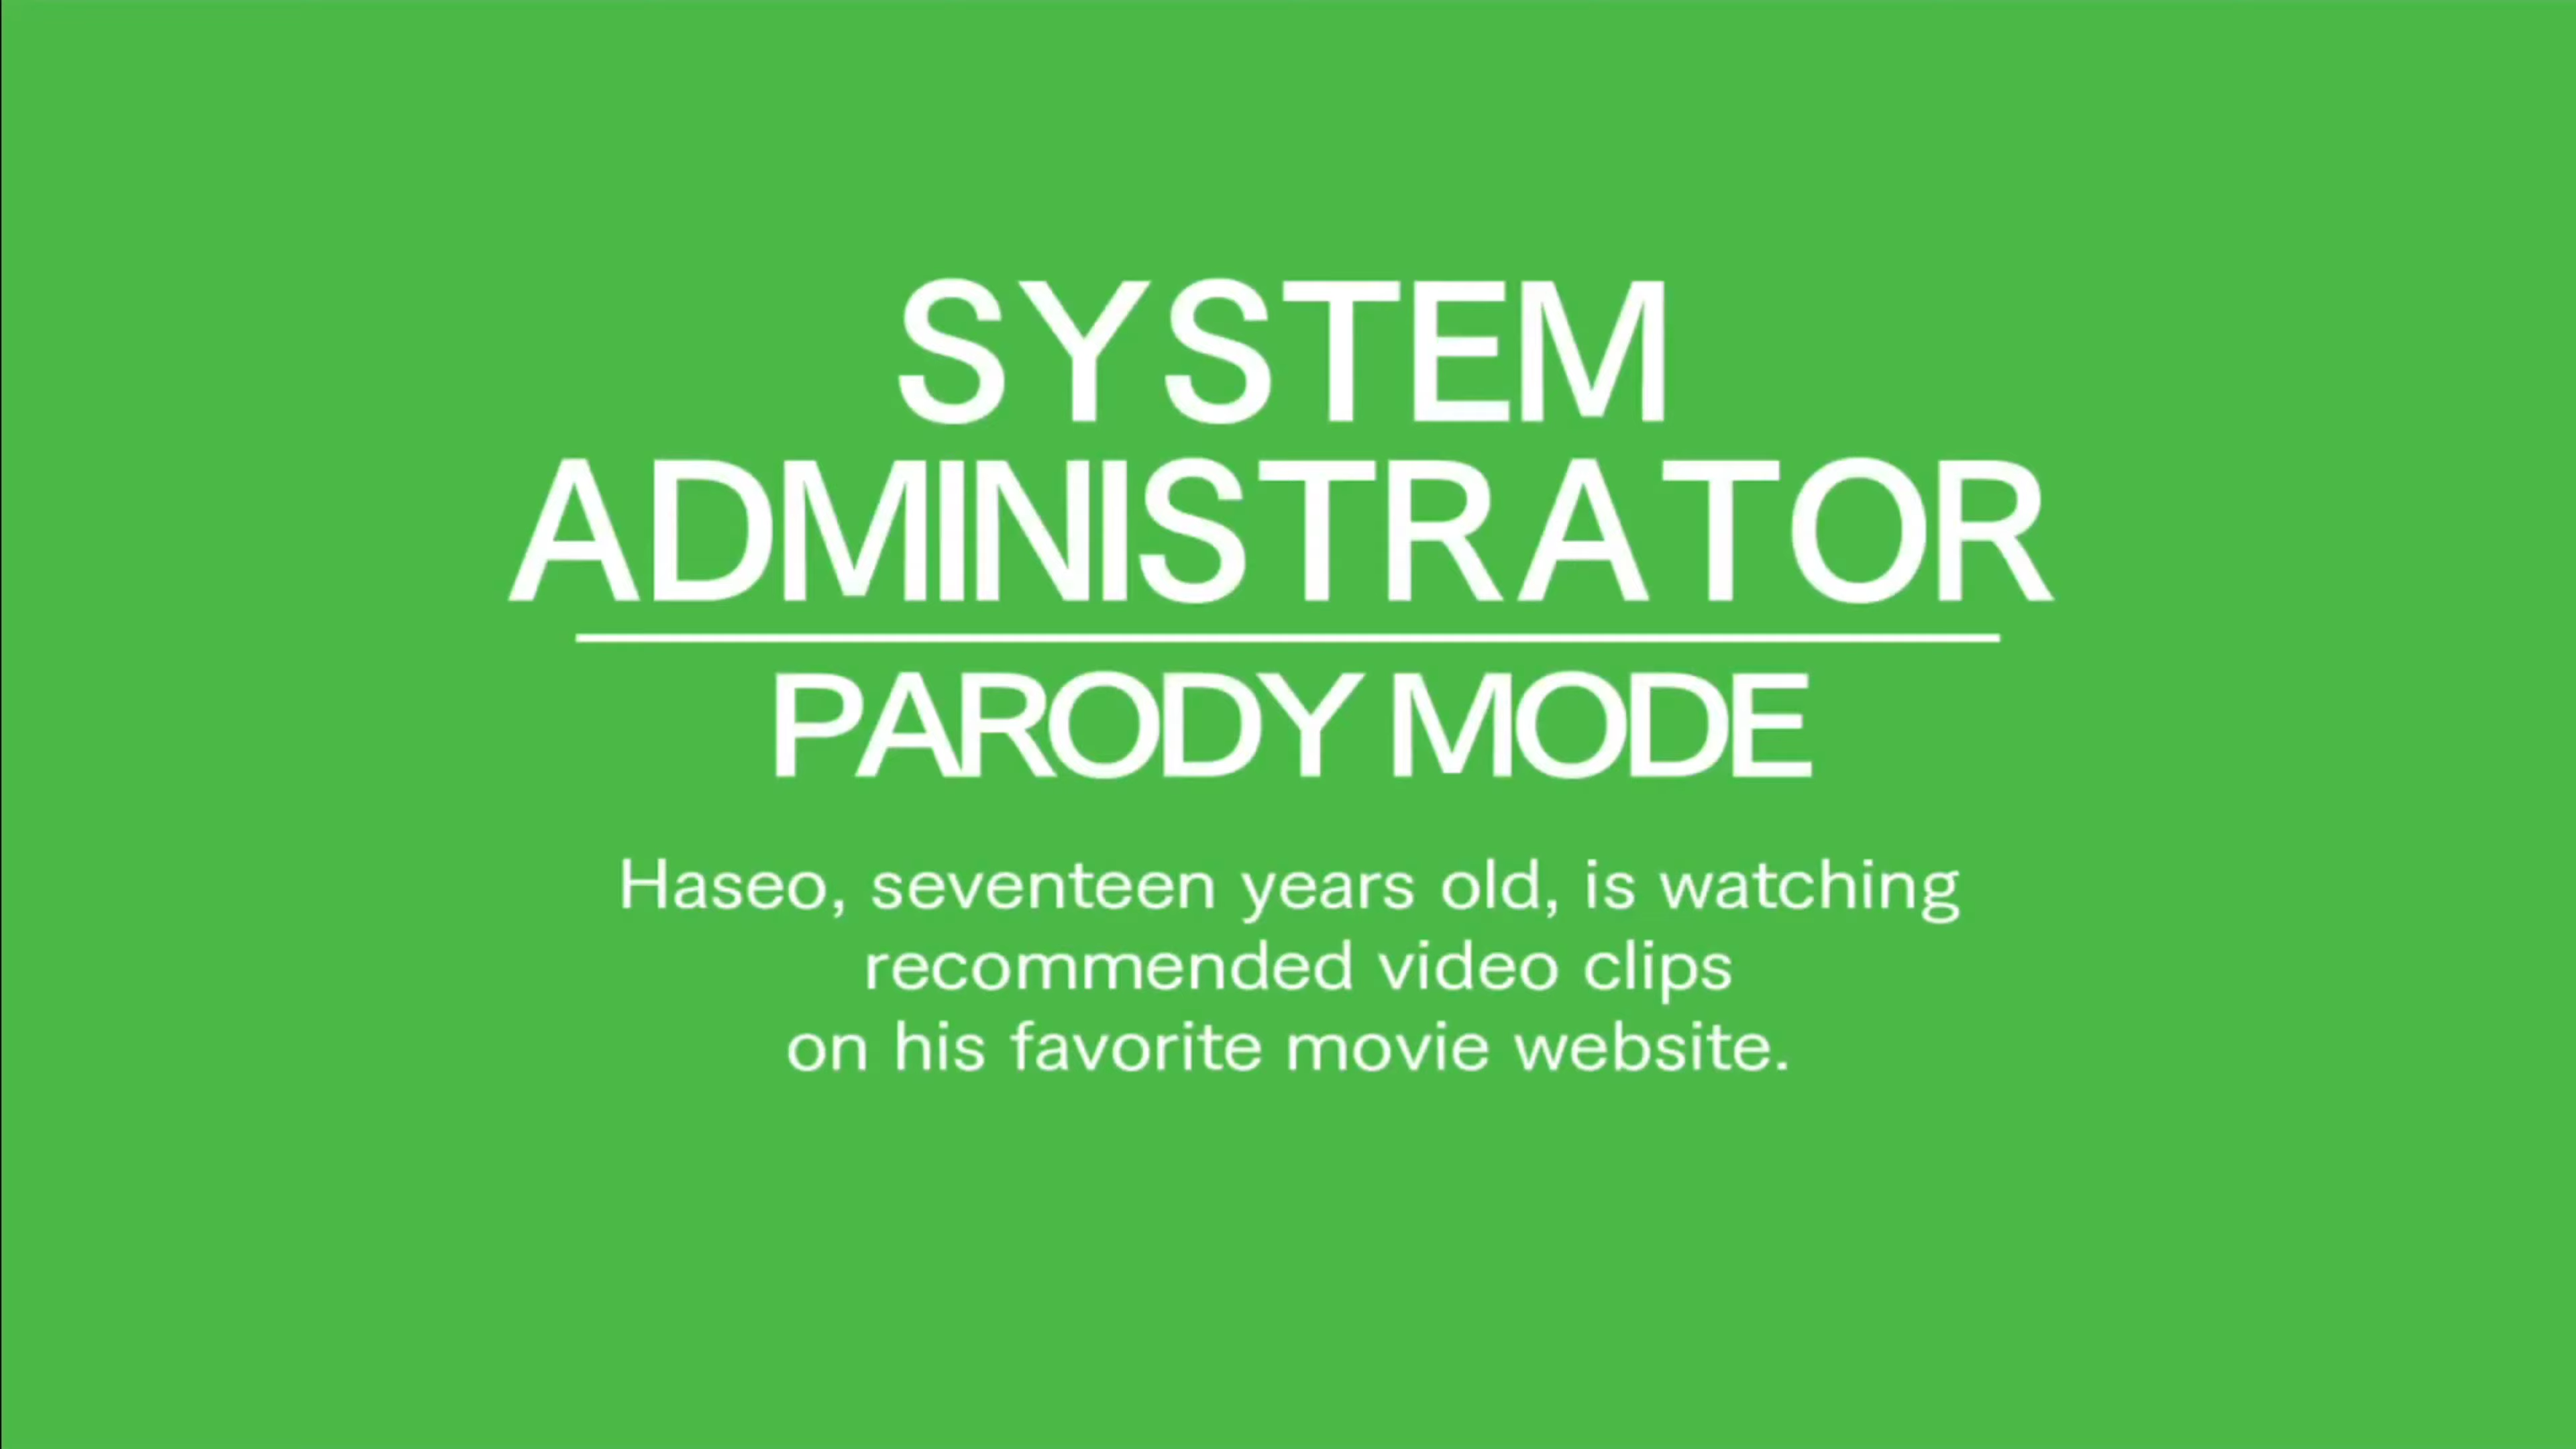 SYSTEM
ADMINISTRATOR
PARODY MODE
Haseo, seventeen years old, is watching
recommended video clips
on his favorite movie website.